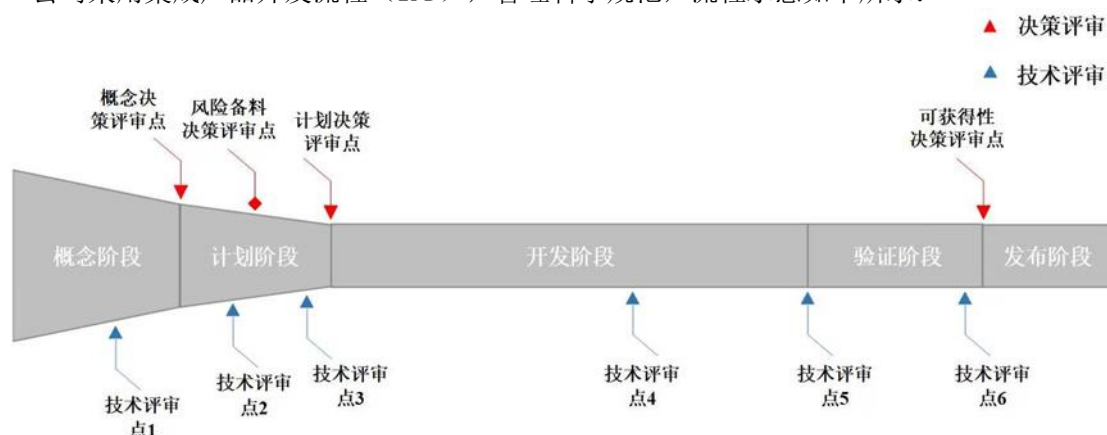 决策评审
技术评审
概念决
策评审点
风险备料
决策评审点
计划决策
评审点
可获得性
决策评审点
概念阶段
计划阶段
开发阶段
验证阶段
发布阶段
技术评审
点1
技术评审
点2
技术评审
点3
技术评审
点4
技术评审
点5
技术评审
点6